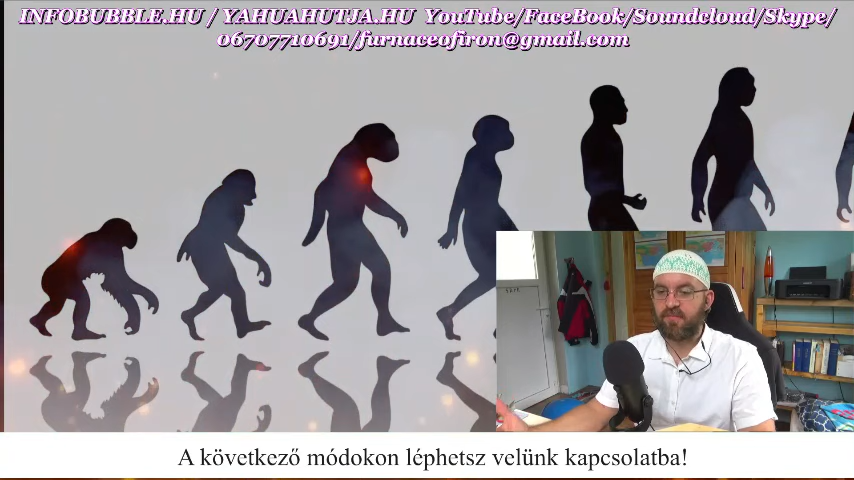 INFOBUBBLE.HU / YAHUAHUTJA.HU YouTube/FaceBook/Soundcloud/Skype/
06707710691/furnaceofiron@gmail.com
A következő módokon léphetsz velünk kapcsolatba!